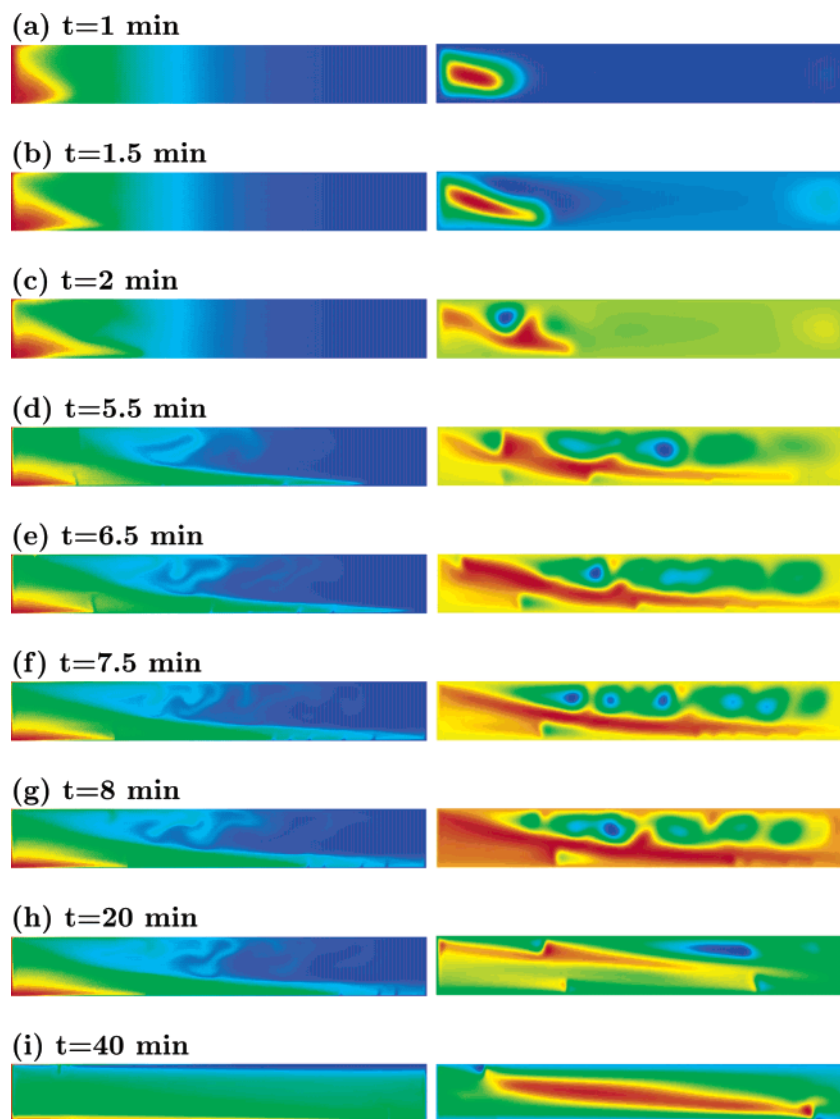 (a) t=1 min
(b) t=1.5 min
(c) t=2 min
(d) t=5.5 min
(e) t=6.5 min
(f) t=7.5 min
(g) t=8 min
(h) t=20 min
(i) t=40 min